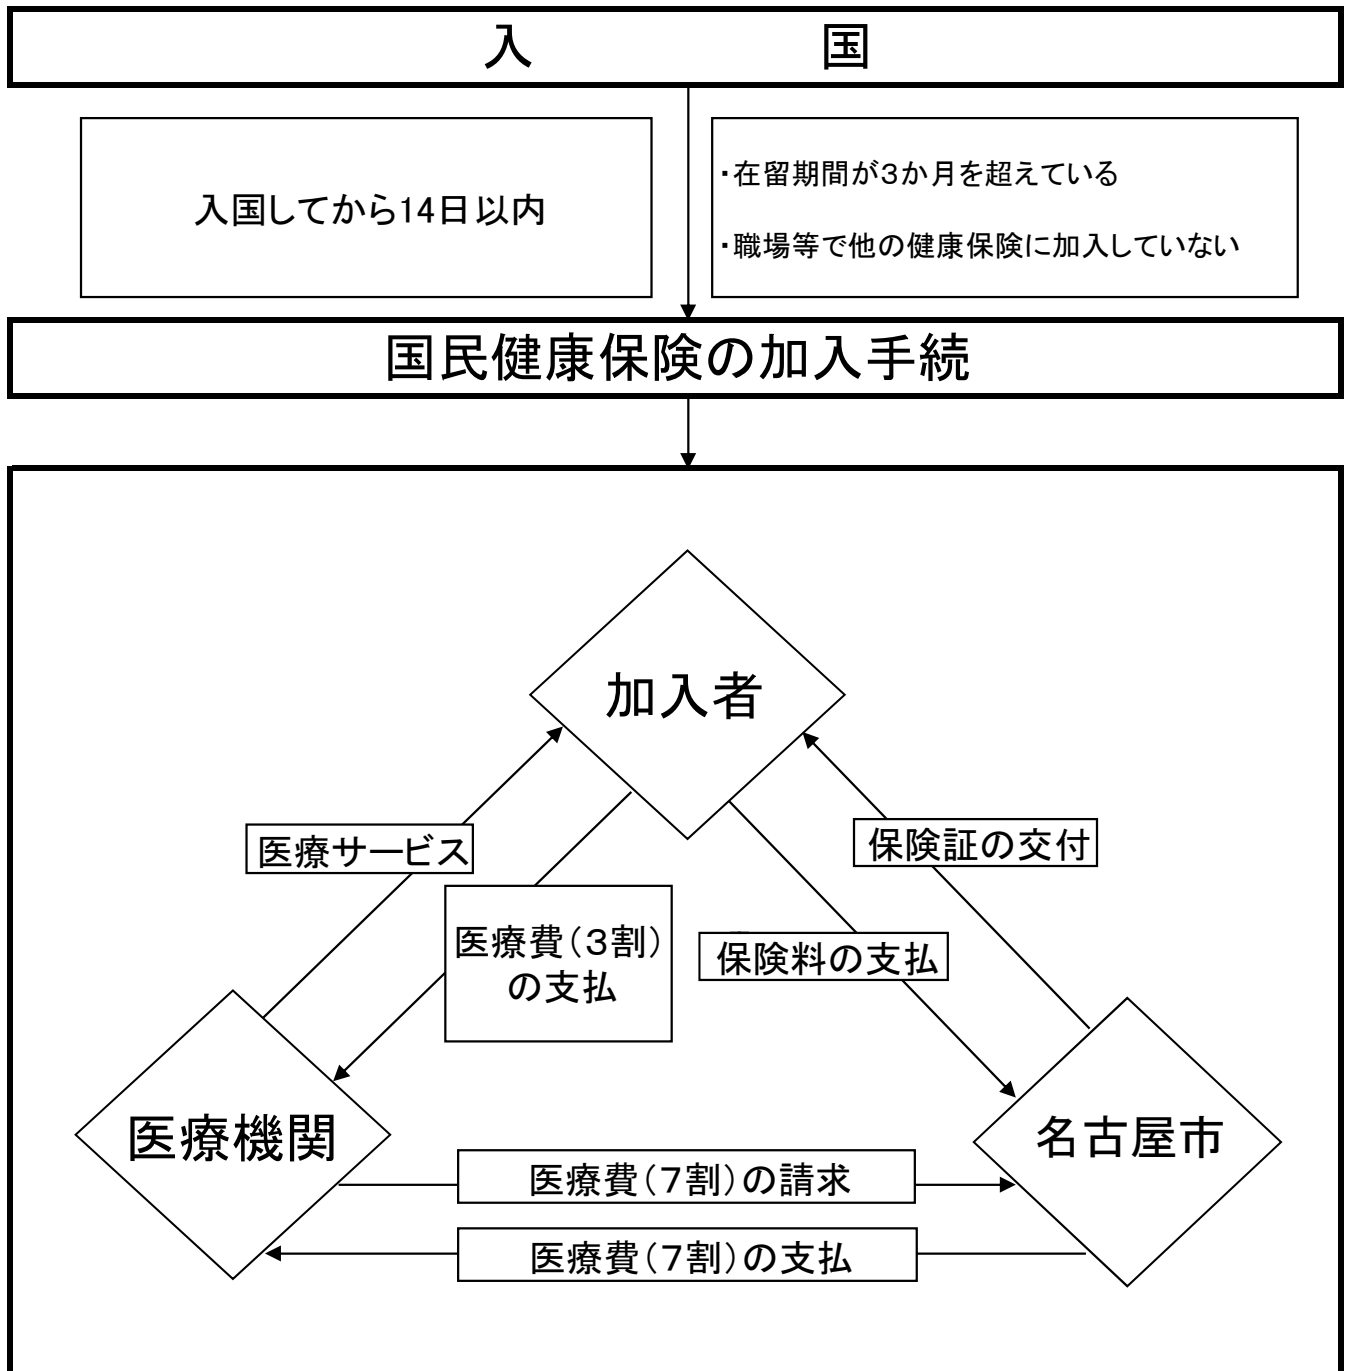 入国
入国してから14日以内
・在留期間が3か月を超えている
・職場等で他の健康保険に加入していない
国民健康保険の加入手続
加入者
医療サービス
保険証の交付
医療費(3割)
の支払
保険料の支払
医療機関
名古屋市
医療費(7割)の請求
医療費(7割)の支払